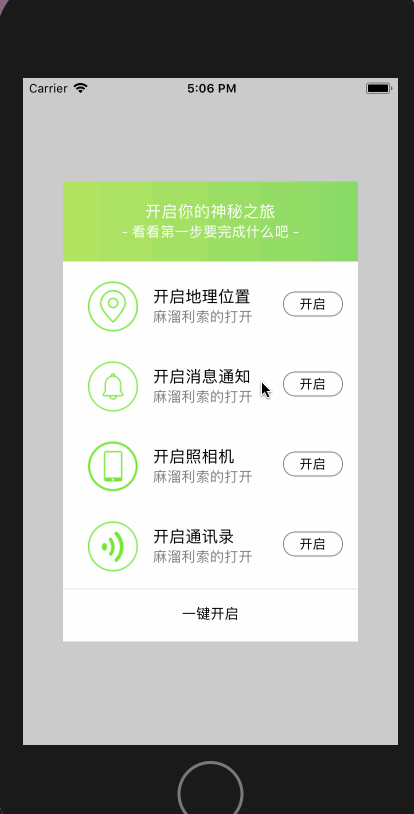 Carrier
5:06 PM
开启你的神秘之旅
- 看看第一步要完成什么吧 -
开启地理位置
麻溜利索的打开
开启
开启消息通知
麻溜利索的打开
开启
开启照相机
麻溜利索的打开
开启
开启通讯录
麻溜利索的打开
开启
一键开启